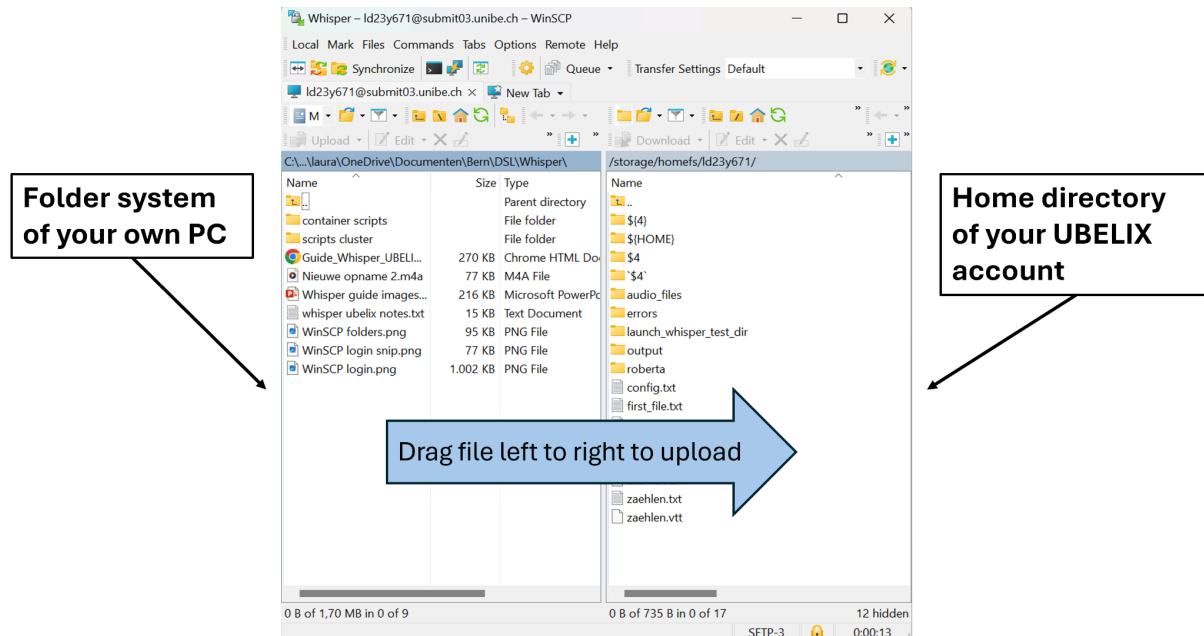 Whisper – ld23y671@submit03.unibe.ch – WinSCP
Local Mark Files Commands Tabs Options Remote Help
Synchronize Queue Transfer Settings Default
ld23y671@submit03.unibe.ch × New Tab
M
Upload Edit
Download Edit
C:\...\laura\OneDrive\Documenten\Bern\DSL\Whisper\
/storage/homefs/ld23y671/
Name Size Type
.. Parent directory
container scripts File folder
scripts cluster File folder
Guide_Whisper_UBELI... 270 KB Chrome HTML Do
Nieuwe opname 2.m4a 77 KB M4A File
Whisper guide images... 216 KB Microsoft PowerPo
whisper ubelix notes.txt 15 KB Text Document
WinSCP folders.png 95 KB PNG File
WinSCP login snip.png 77 KB PNG File
WinSCP login.png 1.002 KB PNG File
Name
..
${4}
${HOME}
$4
`$4`
audio_files
errors
launch_whisper_test_dir
output
roberta
config.txt
first_file.txt
zaehlen.txt
zaehlen.vtt
Folder system
of your own PC
Home directory
of your UBELIX
account
Drag file left to right to upload
0 B of 1,70 MB in 0 of 9
0 B of 735 B in 0 of 17 12 hidden
SFTP-3 0:00:13